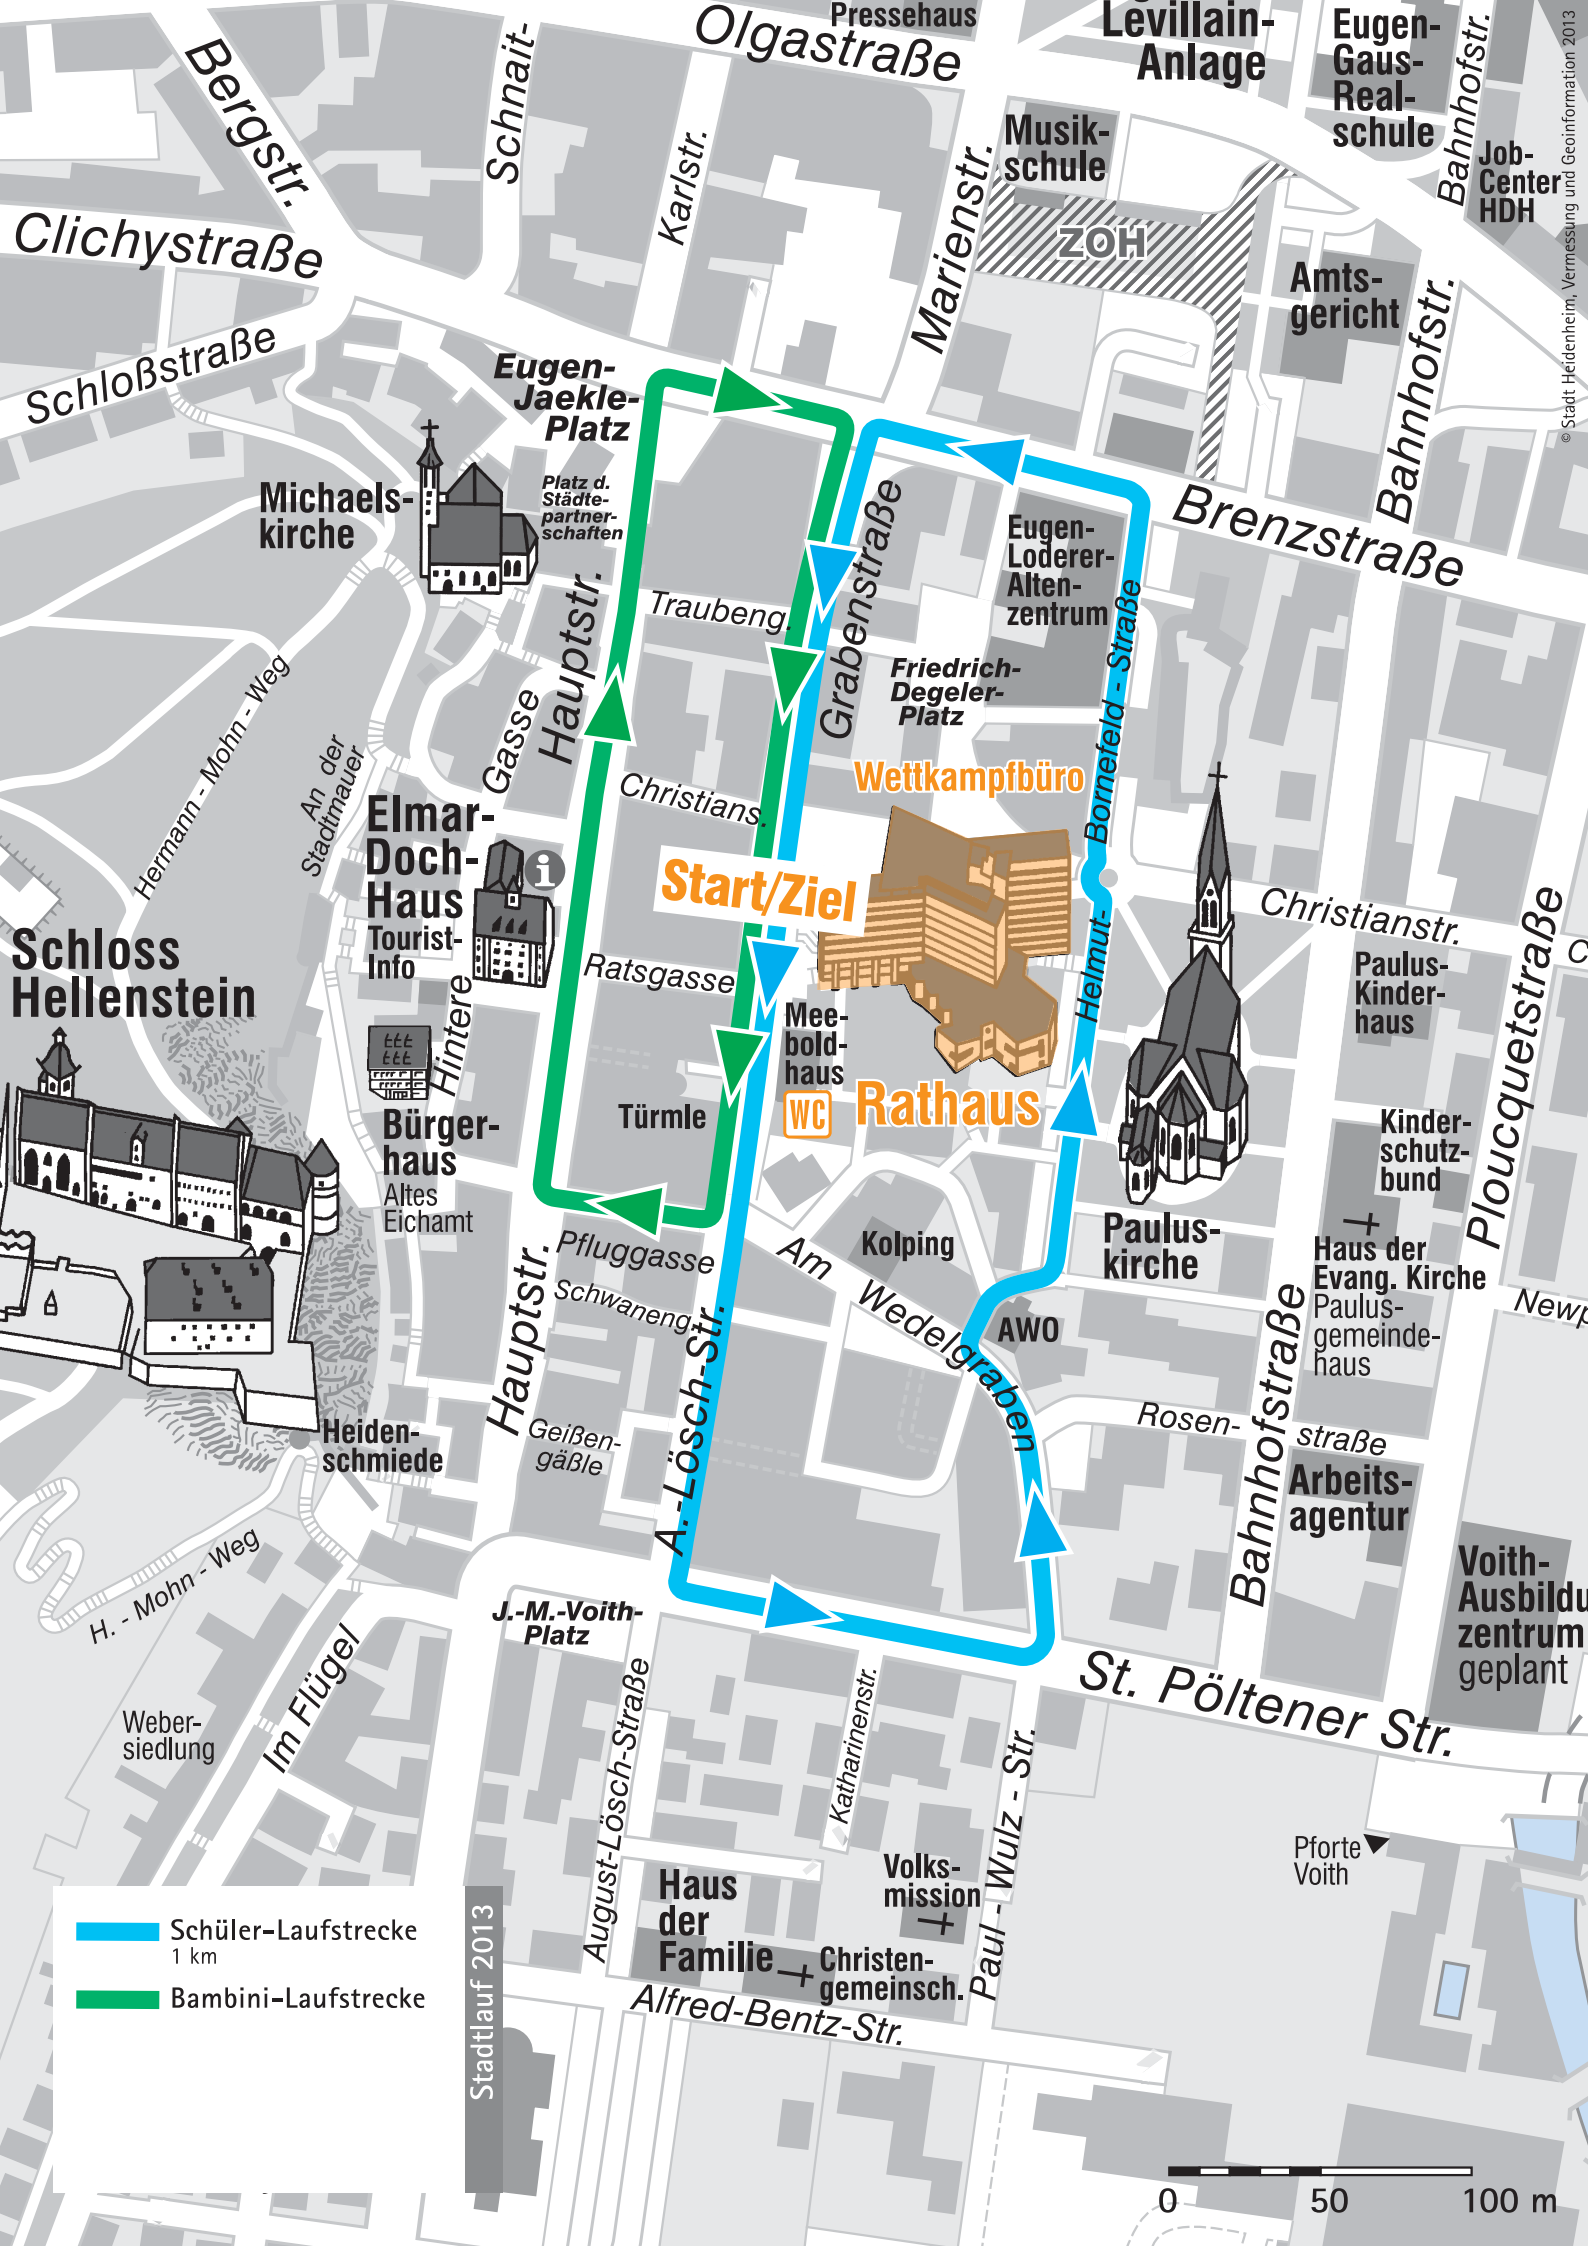 Pressehaus
Olgastraße
Levillain-
Anlage
Eugen-
Gaus-
Real-
schule
Bahnhofstr.
Job-
Center
HDH
© Stadt Heidenheim, Vermessung und Geoinformation 2013
Bergstr.
Schnait-
Karlstr.
Marienstr.
Musik-
schule
ZOH
Amts-
gericht
Bahnhofstr.
Clichystraße
Schloßstraße
Eugen-
Jaekle-
Platz
Platz d.
Städte-
partner-
schaften
Michaels-
kirche
Brenzstraße
Eugen-
Loderer-
Alten-
zentrum
Grabenstraße
Traubeng.
Hauptstr.
Friedrich-
Degeler-
Platz
Helmut- Bornefeld - Straße
Hermann - Mohn - Weg
An der
Stadtmauer
Hintere
Gasse
Christians.
Wettkampfbüro
Elmar-
Doch-
Haus
Tourist-
Info
i
Start/Ziel
Christianstr.
C
Ploucquetstraße
Paulus-
Kinder-
haus
Schloss
Hellenstein
Ratsgasse
Mee-
bold-
haus
WC
Rathaus
Türmle
Bürger-
haus
Altes
Eichamt
Kinder-
schutz-
bund
Paulus-
kirche
Haus der
Evang. Kirche
Paulus-
gemeinde-
haus
Newp
Kolping
Am Wedelgraben
AWO
Pfluggasse
Schwaneng.
Hauptstr.
A.-Lösch-Str.
Geißen-
gäßle
Heiden-
schmiede
Rosen-
straße
Bahnhofstraße
Arbeits-
agentur
Voith-
Ausbildu
zentrum
geplant
H. - Mohn - Weg
J.-M.-Voith-
Platz
Im Flügel
Weber-
siedlung
St. Pöltener Str.
August-Lösch-Straße
Katharinenstr.
Paul - Wulz - Str.
Pforte
Voith
Volks-
mission
Haus
der
Familie
Christen-
gemeinsch.
Alfred-Bentz-Str.
Schüler-Laufstrecke
1 km
Bambini-Laufstrecke
Stadtlauf 2013
0 50 100 m